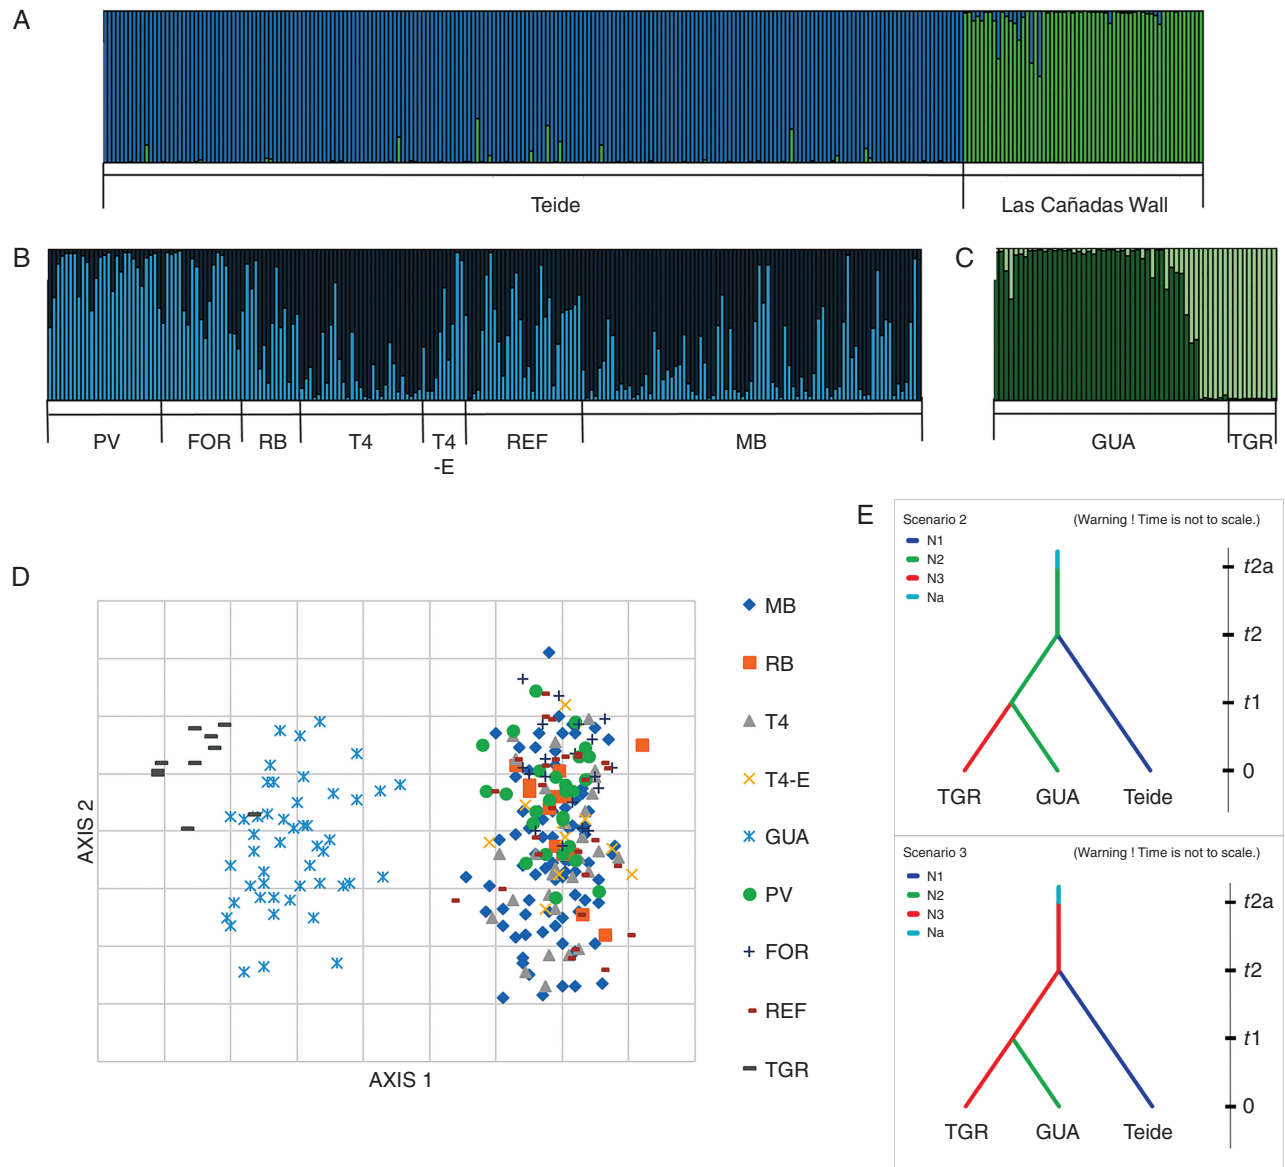 A
Teide
Las Cañadas Wall
B
PV
FOR
RB
T4
T4
-E
REF
MB
C
GUA
TGR
D
AXIS 2
AXIS 1
MB
RB
T4
T4-E
GUA
PV
FOR
REF
TGR
E
Scenario 2
(Warning ! Time is not to scale.)
N1
N2
N3
Na
t2a
t2
t1
0
TGR
GUA
Teide
Scenario 3
(Warning ! Time is not to scale.)
N1
N2
N3
Na
t2a
t2
t1
0
TGR
GUA
Teide